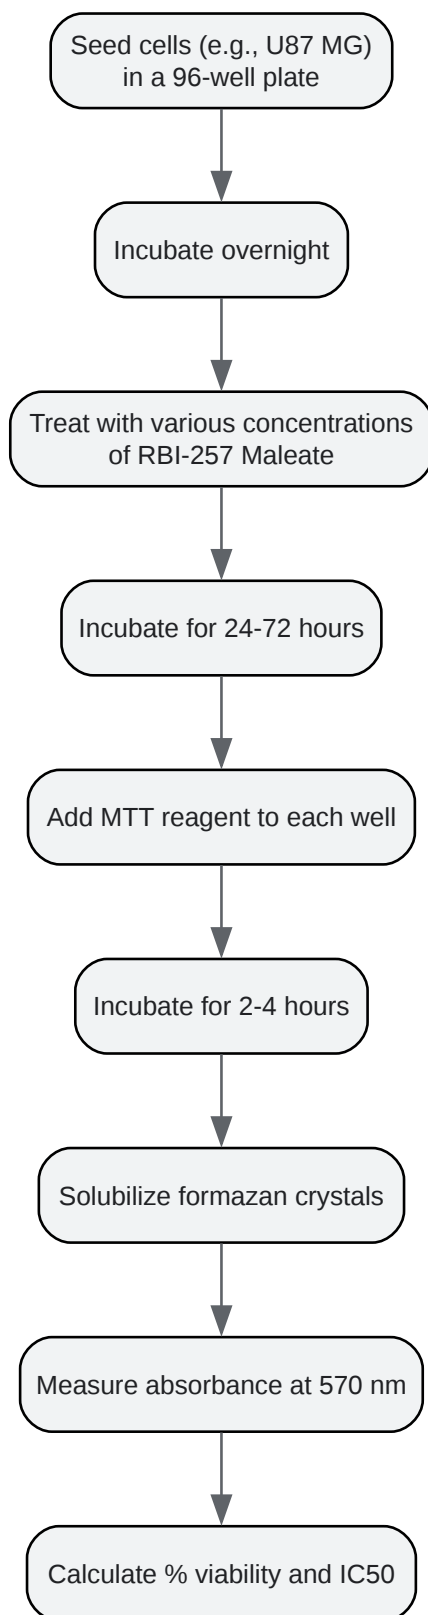 Seed cells (e.g., U87 MG)
in a 96-well plate
Incubate overnight
Treat with various concentrations
of RBI-257 Maleate
Incubate for 24-72 hours
Add MTT reagent to each well
Incubate for 2-4 hours
Solubilize formazan crystals
Measure absorbance at 570 nm
Calculate % viability and IC50